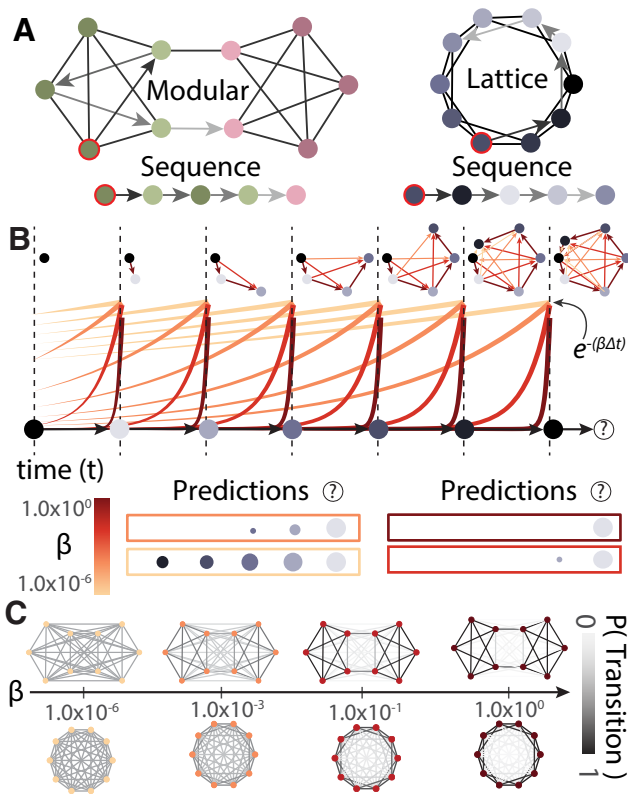 A
Modular
Lattice
Sequence
Sequence
B
e^-(βΔt)
?
time (t)
1.0x10^0
β
1.0x10^-6
Predictions ?
Predictions ?
C
β
1.0x10^-6
1.0x10^-3
1.0x10^-1
1.0x10^0
0
P( Transition )
1